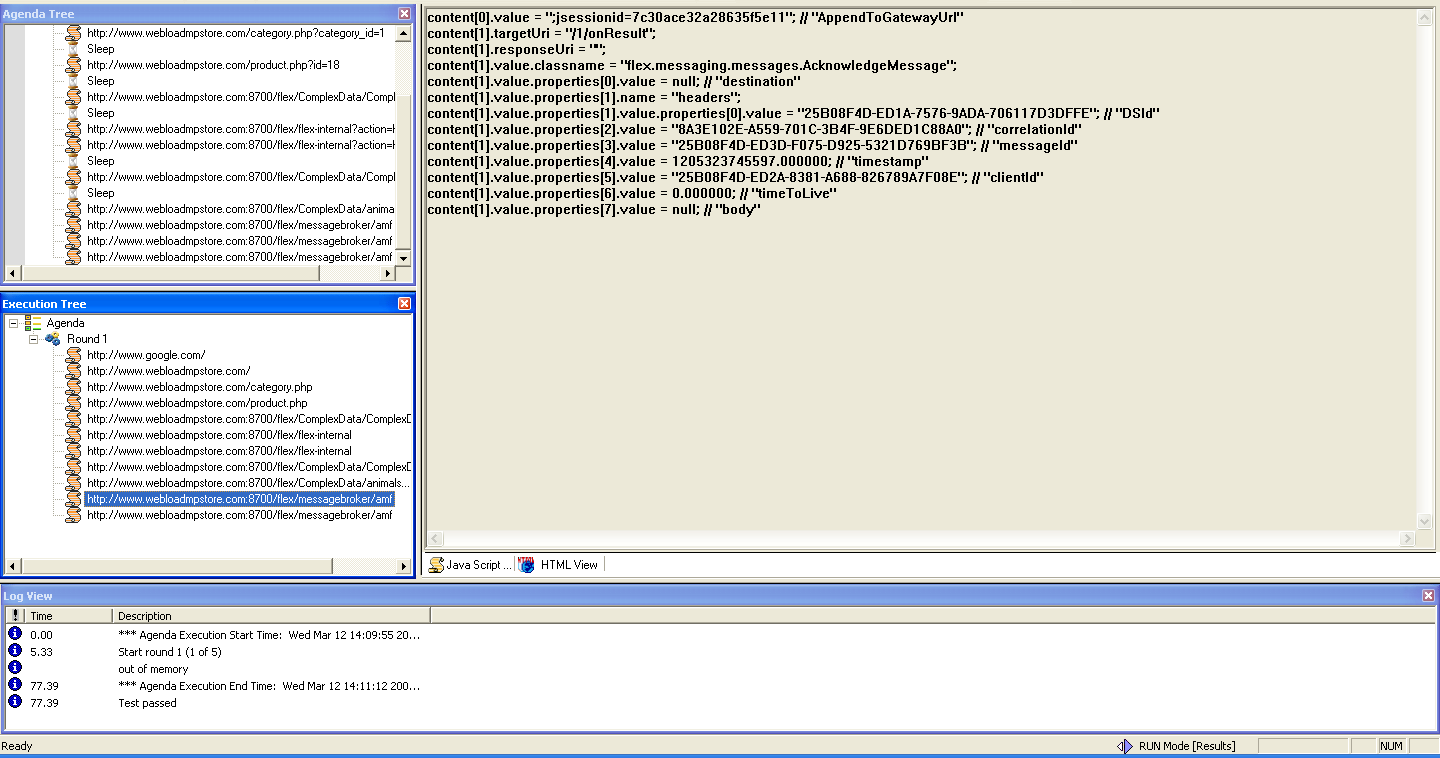 Agenda Tree
http://www.webloadmpstore.com/category.php?category_id=1
Sleep
http://www.webloadmpstore.com/product.php?id=18
Sleep
http://www.webloadmpstore.com:8700/flex/ComplexData/Compl
Sleep
http://www.webloadmpstore.com:8700/flex/flex-internal?action=
http://www.webloadmpstore.com:8700/flex/flex-internal?action=
Sleep
http://www.webloadmpstore.com:8700/flex/ComplexData/Compl
Sleep
http://www.webloadmpstore.com:8700/flex/ComplexData/anima
http://www.webloadmpstore.com:8700/flex/messagebroker/amf
http://www.webloadmpstore.com:8700/flex/messagebroker/amf
http://www.webloadmpstore.com:8700/flex/messagebroker/amf
Execution Tree
Agenda
Round 1
http://www.google.com/
http://www.webloadmpstore.com/
http://www.webloadmpstore.com/category.php
http://www.webloadmpstore.com/product.php
http://www.webloadmpstore.com:8700/flex/ComplexData/Complex
http://www.webloadmpstore.com:8700/flex/flex-internal
http://www.webloadmpstore.com:8700/flex/flex-internal
http://www.webloadmpstore.com:8700/flex/ComplexData/Complex
http://www.webloadmpstore.com:8700/flex/ComplexData/animals...
http://www.webloadmpstore.com:8700/flex/messagebroker/amf
http://www.webloadmpstore.com:8700/flex/messagebroker/amf
content[0].value = ";jsessionid=7c30ace32a28635f5e11"; // "AppendToGatewayUrl"
content[1].targetUri = "/1/onResult";
content[1].responseUri = "";
content[1].value.classname = "flex.messaging.messages.AcknowledgeMessage";
content[1].value.properties[0].value = null; // "destination"
content[1].value.properties[1].name = "headers";
content[1].value.properties[1].value.properties[0].value = "25B08F4D-ED1A-7576-9ADA-706117D3DFFE"; // "DSId"
content[1].value.properties[2].value = "8A3E102E-A559-701C-3B4F-9E6DED1C88A0"; // "correlationId"
content[1].value.properties[3].value = "25B08F4D-ED3D-F075-D925-5321D769BF3B"; // "messageId"
content[1].value.properties[4].value = 1205323745597.000000; // "timestamp"
content[1].value.properties[5].value = "25B08F4D-ED2A-8381-A688-826789A7F08E"; // "clientId"
content[1].value.properties[6].value = 0.000000; // "timeToLive"
content[1].value.properties[7].value = null; // "body"
Java Script ... HTML View
Log View
! Time Description
0.00 *** Agenda Execution Start Time: Wed Mar 12 14:09:55 20...
5.33 Start round 1 (1 of 5)
out of memory
77.39 *** Agenda Execution End Time: Wed Mar 12 14:11:12 200...
77.39 Test passed
Ready RUN Mode [Results] NUM